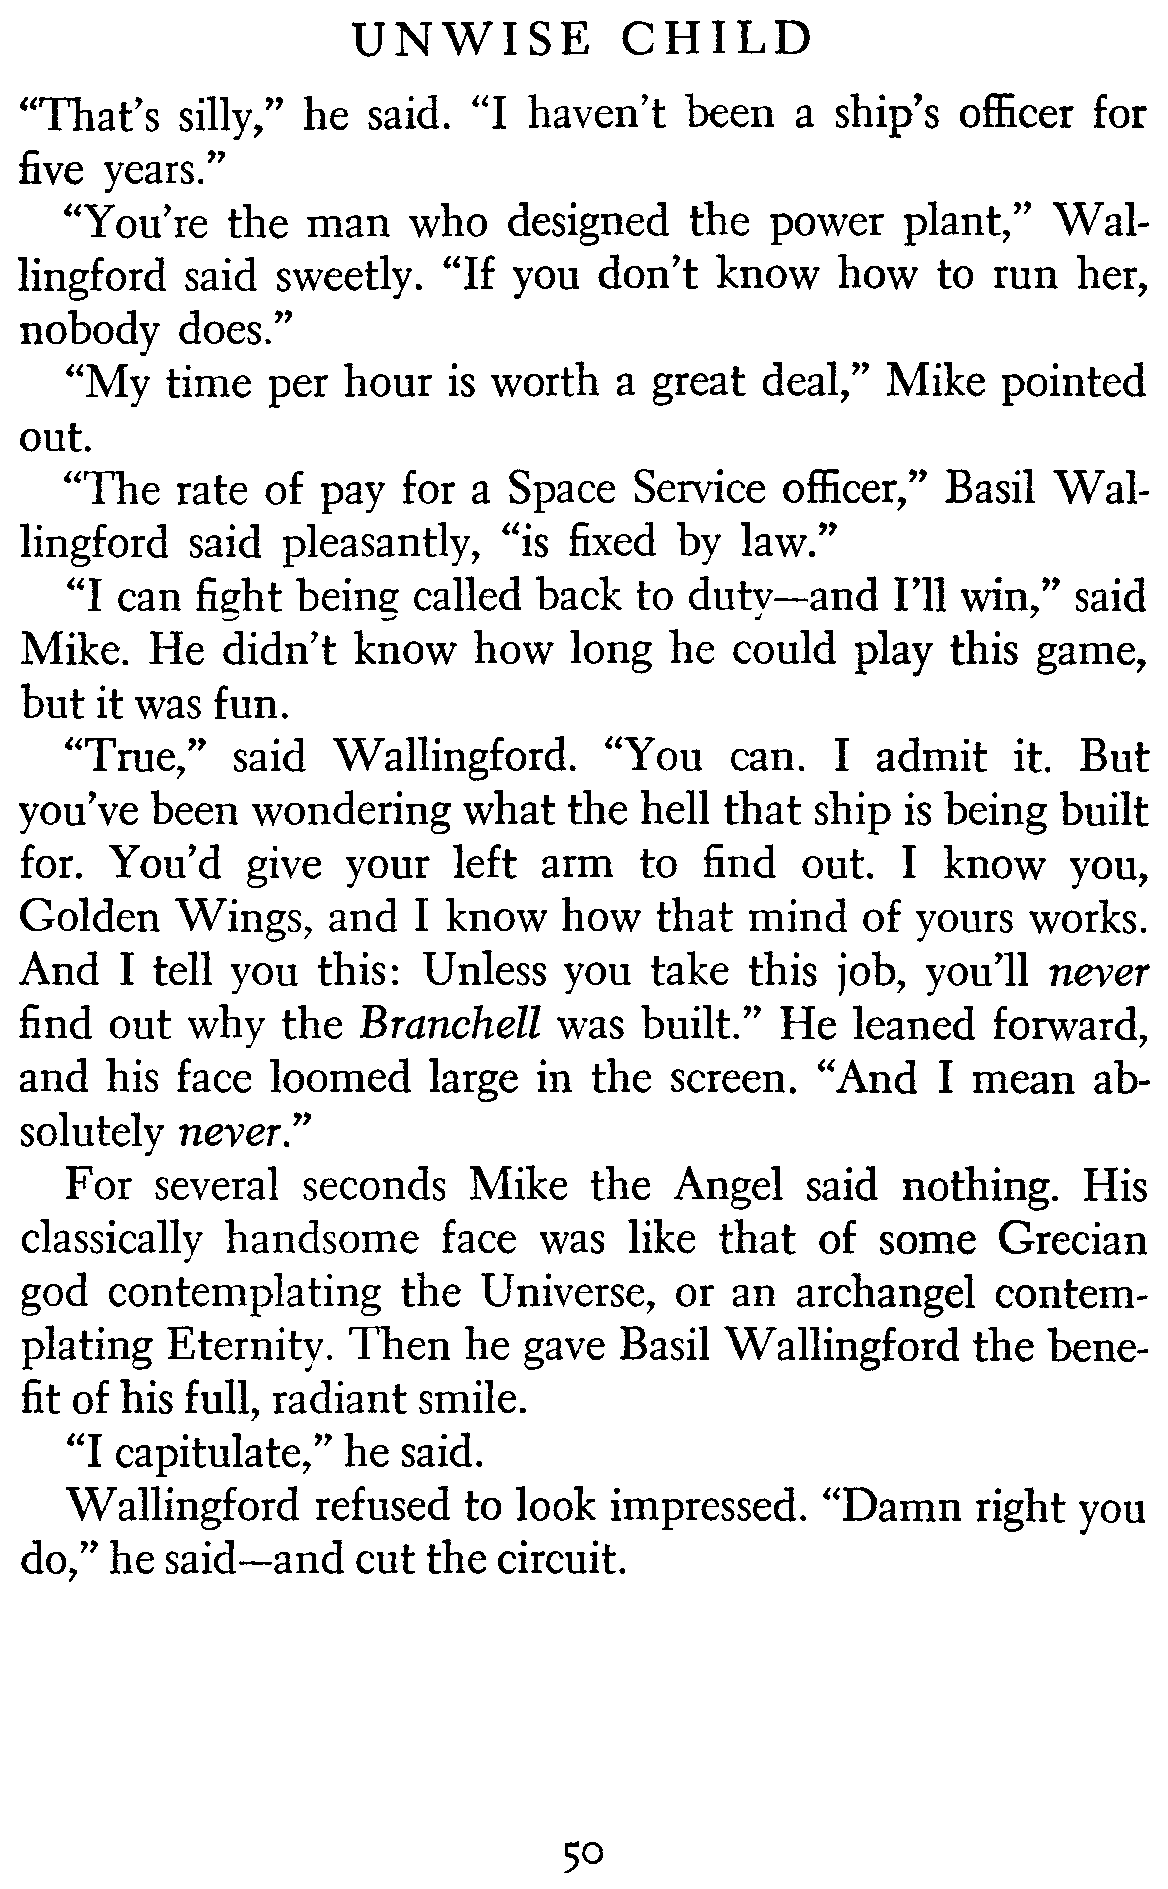 UNWISE CHILD
“That’s silly,” he said. “I haven’t been a ship’s officer for
five years.”
“You’re the man who designed the power plant,” Wal-
lingford said sweetly. “If you don’t know how to run her,
nobody does.”
“My time per hour is worth a great deal,” Mike pointed
out.
“The rate of pay for a Space Service officer,” Basil Wal-
lingford said pleasantly, “is fixed by law.”
“I can fight being called back to duty—and I’ll win,” said
Mike. He didn’t know how long he could play this game,
but it was fun.
“True,” said Wallingford. “You can. I admit it. But
you’ve been wondering what the hell that ship is being built
for. You’d give your left arm to find out. I know you,
Golden Wings, and I know how that mind of yours works.
And I tell you this: Unless you take this job, you’ll never
find out why the Branchell was built.” He leaned forward,
and his face loomed large in the screen. “And I mean ab-
solutely never.”
For several seconds Mike the Angel said nothing. His
classically handsome face was like that of some Grecian
god contemplating the Universe, or an archangel contem-
plating Eternity. Then he gave Basil Wallingford the bene-
fit of his full, radiant smile.
“I capitulate,” he said.
Wallingford refused to look impressed. “Damn right you
do,” he said—and cut the circuit.
50